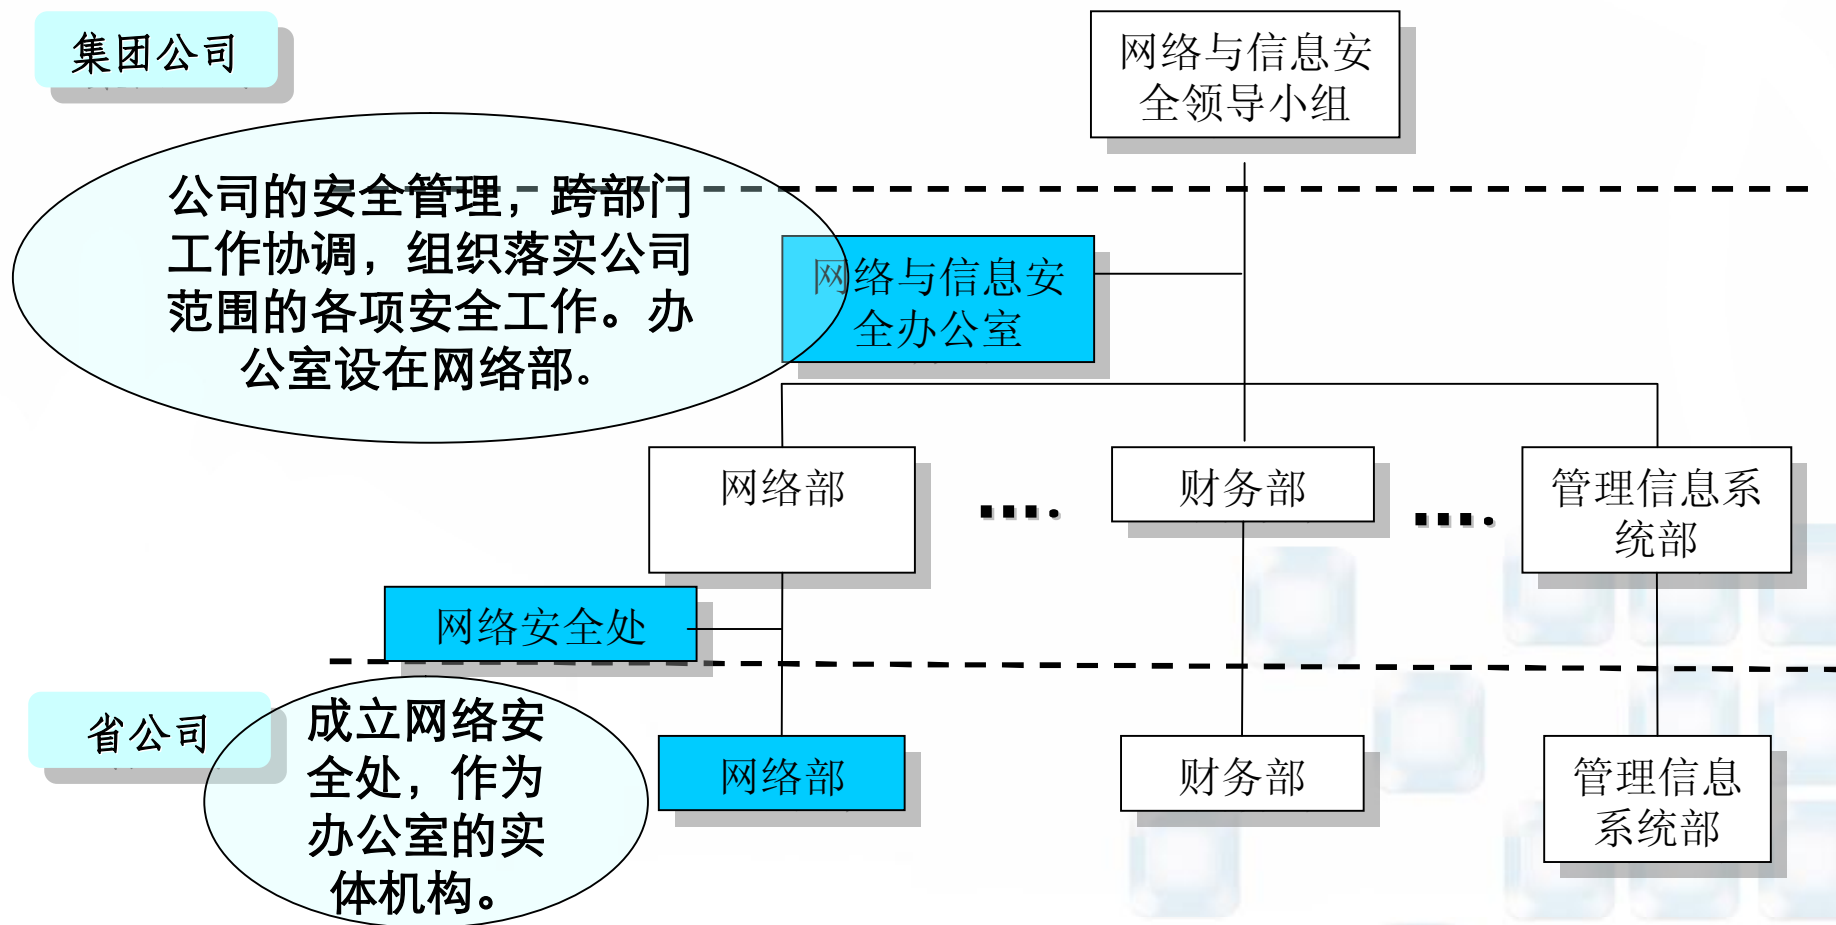 集团公司
网络与信息安
全领导小组
公司的安全管理，跨部门
工作协调，组织落实公司
范围的各项安全工作。办
公室设在网络部。
网络与信息安
全办公室
网络部
....
财务部
....
管理信息系
统部
网络安全处
省公司
成立网络安
全处，作为
办公室的实
体机构。
网络部
财务部
管理信息
系统部